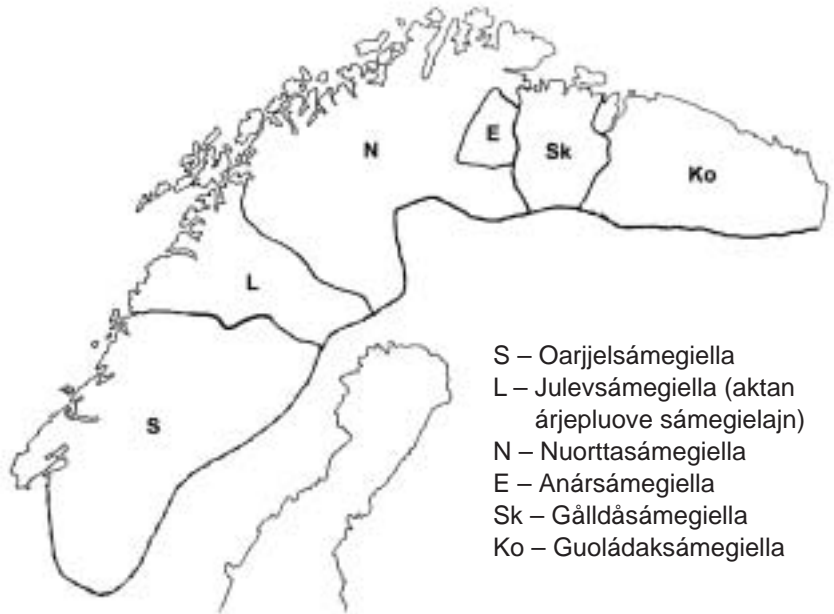 N
E
Sk
Ko
L
S
S – Oarjjelsámegiella
L – Julevsámegiella (aktan
árjepluove sámegielajn)
N – Nuorttasámegiella
E – Anársámegiella
Sk – Gålldåsámegiella
Ko – Guoládaksámegiella